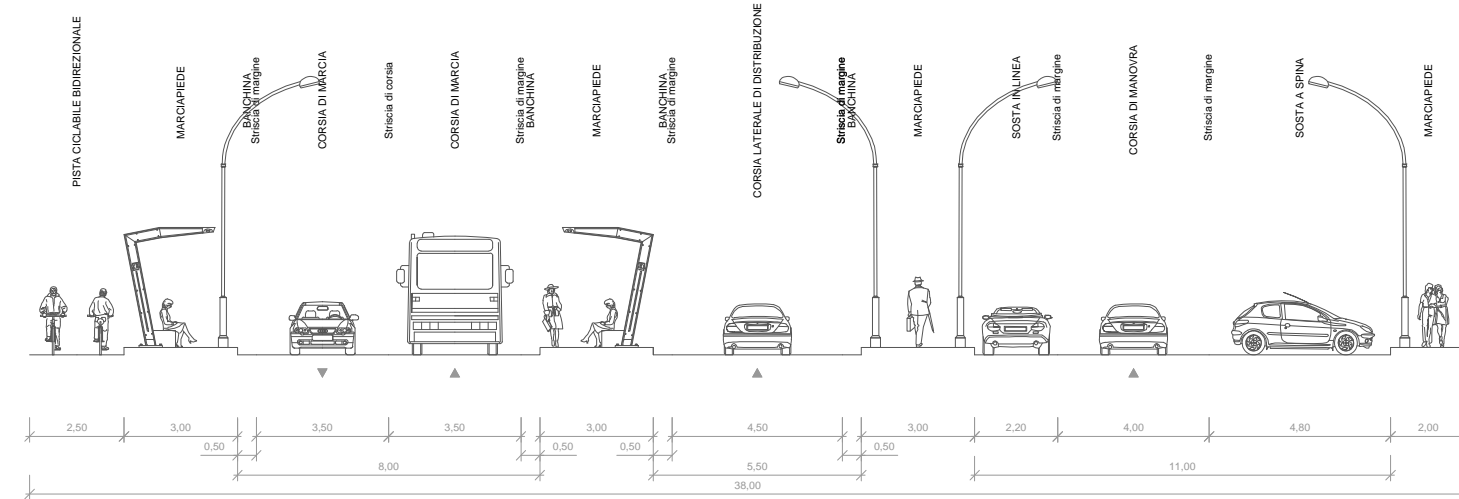 PISTA CICLABILE BIDIREZIONALE
MARCIAPIEDE
BANCHINA
Striscia di margine
CORSIA DI MARCIA
Striscia di corsia
CORSIA DI MARCIA
Striscia di margine
BANCHINA
MARCIAPIEDE
BANCHINA
Striscia di margine
CORSIA LATERALE DI DISTRIBUZIONE
Striscia di margine
BANCHINA
MARCIAPIEDE
SOSTA IN LINEA
Striscia di margine
CORSIA DI MANOVRA
Striscia di margine
SOSTA A SPINA
MARCIAPIEDE
2,50 3,00 3,50 3,50 3,00 4,50 3,00 2,20 4,00 4,80 2,00
0,50 0,50 0,50 0,50
8,00 5,50 11,00
38,00